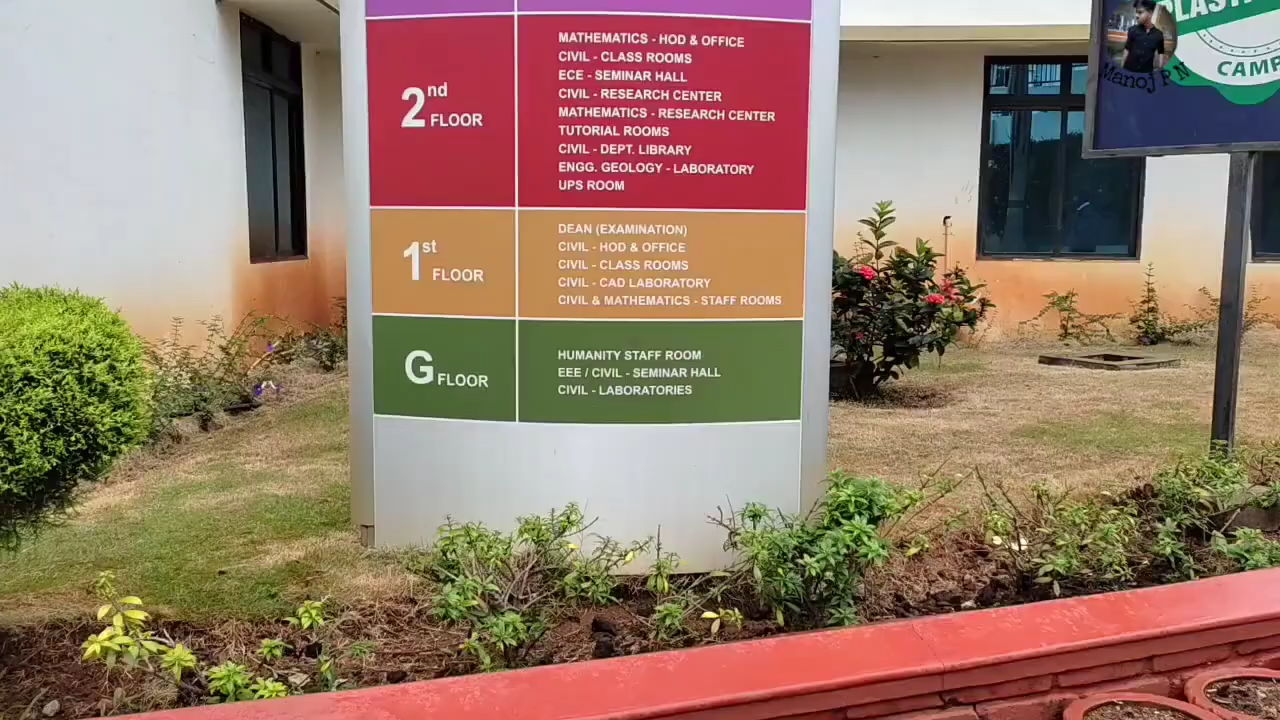 2nd FLOOR
MATHEMATICS - HOD & OFFICE
CIVIL - CLASS ROOMS
ECE - SEMINAR HALL
CIVIL - RESEARCH CENTER
MATHEMATICS - RESEARCH CENTER
TUTORIAL ROOMS
CIVIL - DEPT. LIBRARY
ENGG. GEOLOGY - LABORATORY
UPS ROOM
1st FLOOR
DEAN (EXAMINATION)
CIVIL - HOD & OFFICE
CIVIL - CLASS ROOMS
CIVIL - CAD LABORATORY
CIVIL & MATHEMATICS - STAFF ROOMS
G FLOOR
HUMANITY STAFF ROOM
EEE / CIVIL - SEMINAR HALL
CIVIL - LABORATORIES
Manoj P N